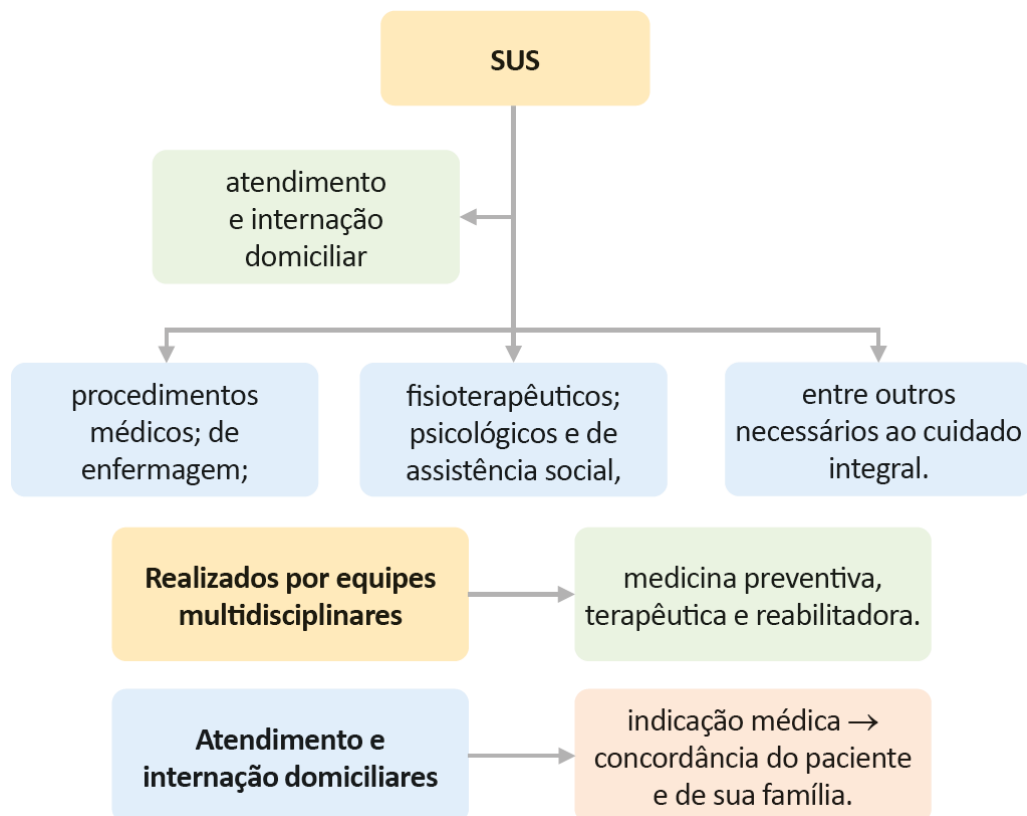 SUS
atendimento
e internação
domiciliar
procedimentos
médicos; de
enfermagem;
fisioterapêuticos;
psicológicos e de
assistência social,
entre outros
necessários ao cuidado
integral.
Realizados por equipes
multidisciplinares
medicina preventiva,
terapêutica e reabilitadora.
Atendimento e
internação domiciliares
indicação médica →
concordância do paciente
e de sua família.